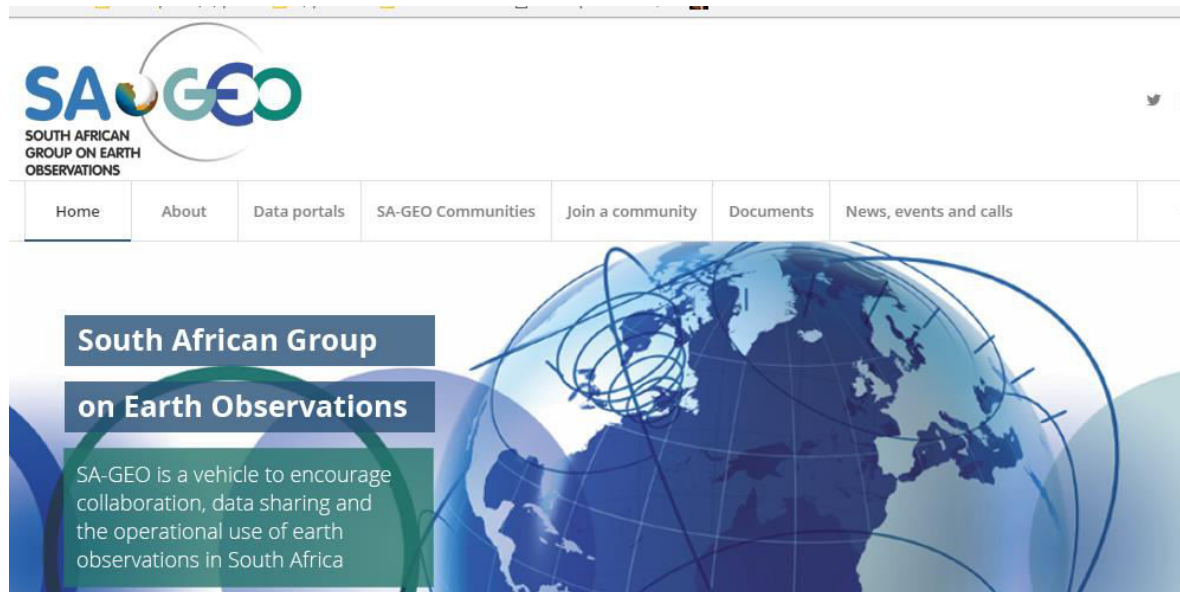 SA GEO
SOUTH AFRICAN
GROUP ON EARTH
OBSERVATIONS
Home About Data portals SA-GEO Communities Join a community Documents News, events and calls
South African Group
on Earth Observations
SA-GEO is a vehicle to encourage
collaboration, data sharing and
the operational use of earth
observations in South Africa